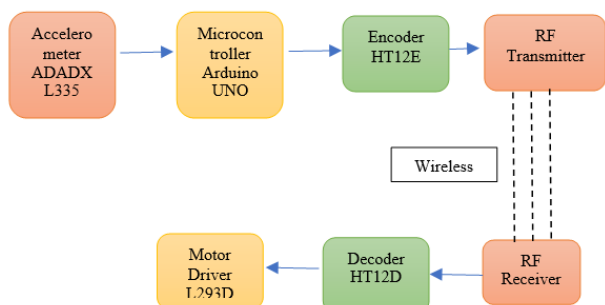 Accelero
meter
ADADX
L335
Microcon
troller
Arduino
UNO
Encoder
HT12E
RF
Transmitter
Wireless
Motor
Driver
L293D
Decoder
HT12D
RF
Receiver